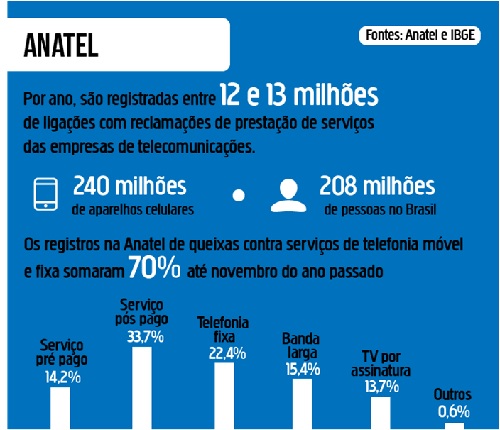 ANATEL
Fontes: Anatel e IBGE
Por ano, são registradas entre 12 e 13 milhões
de ligações com reclamações de prestação de serviços
das empresas de telecomunicações.
240 milhões
de aparelhos celulares
208 milhões
de pessoas no Brasil
Os registros na Anatel de queixas contra serviços de telefonia móvel
e fixa somaram 70% até novembro do ano passado
Serviço
pré pago
14,2%
Serviço
pós pago
33,7%
Telefonia
fixa
22,4%
Banda
larga
15,4%
TV por
assinatura
13,7%
Outros
0,6%